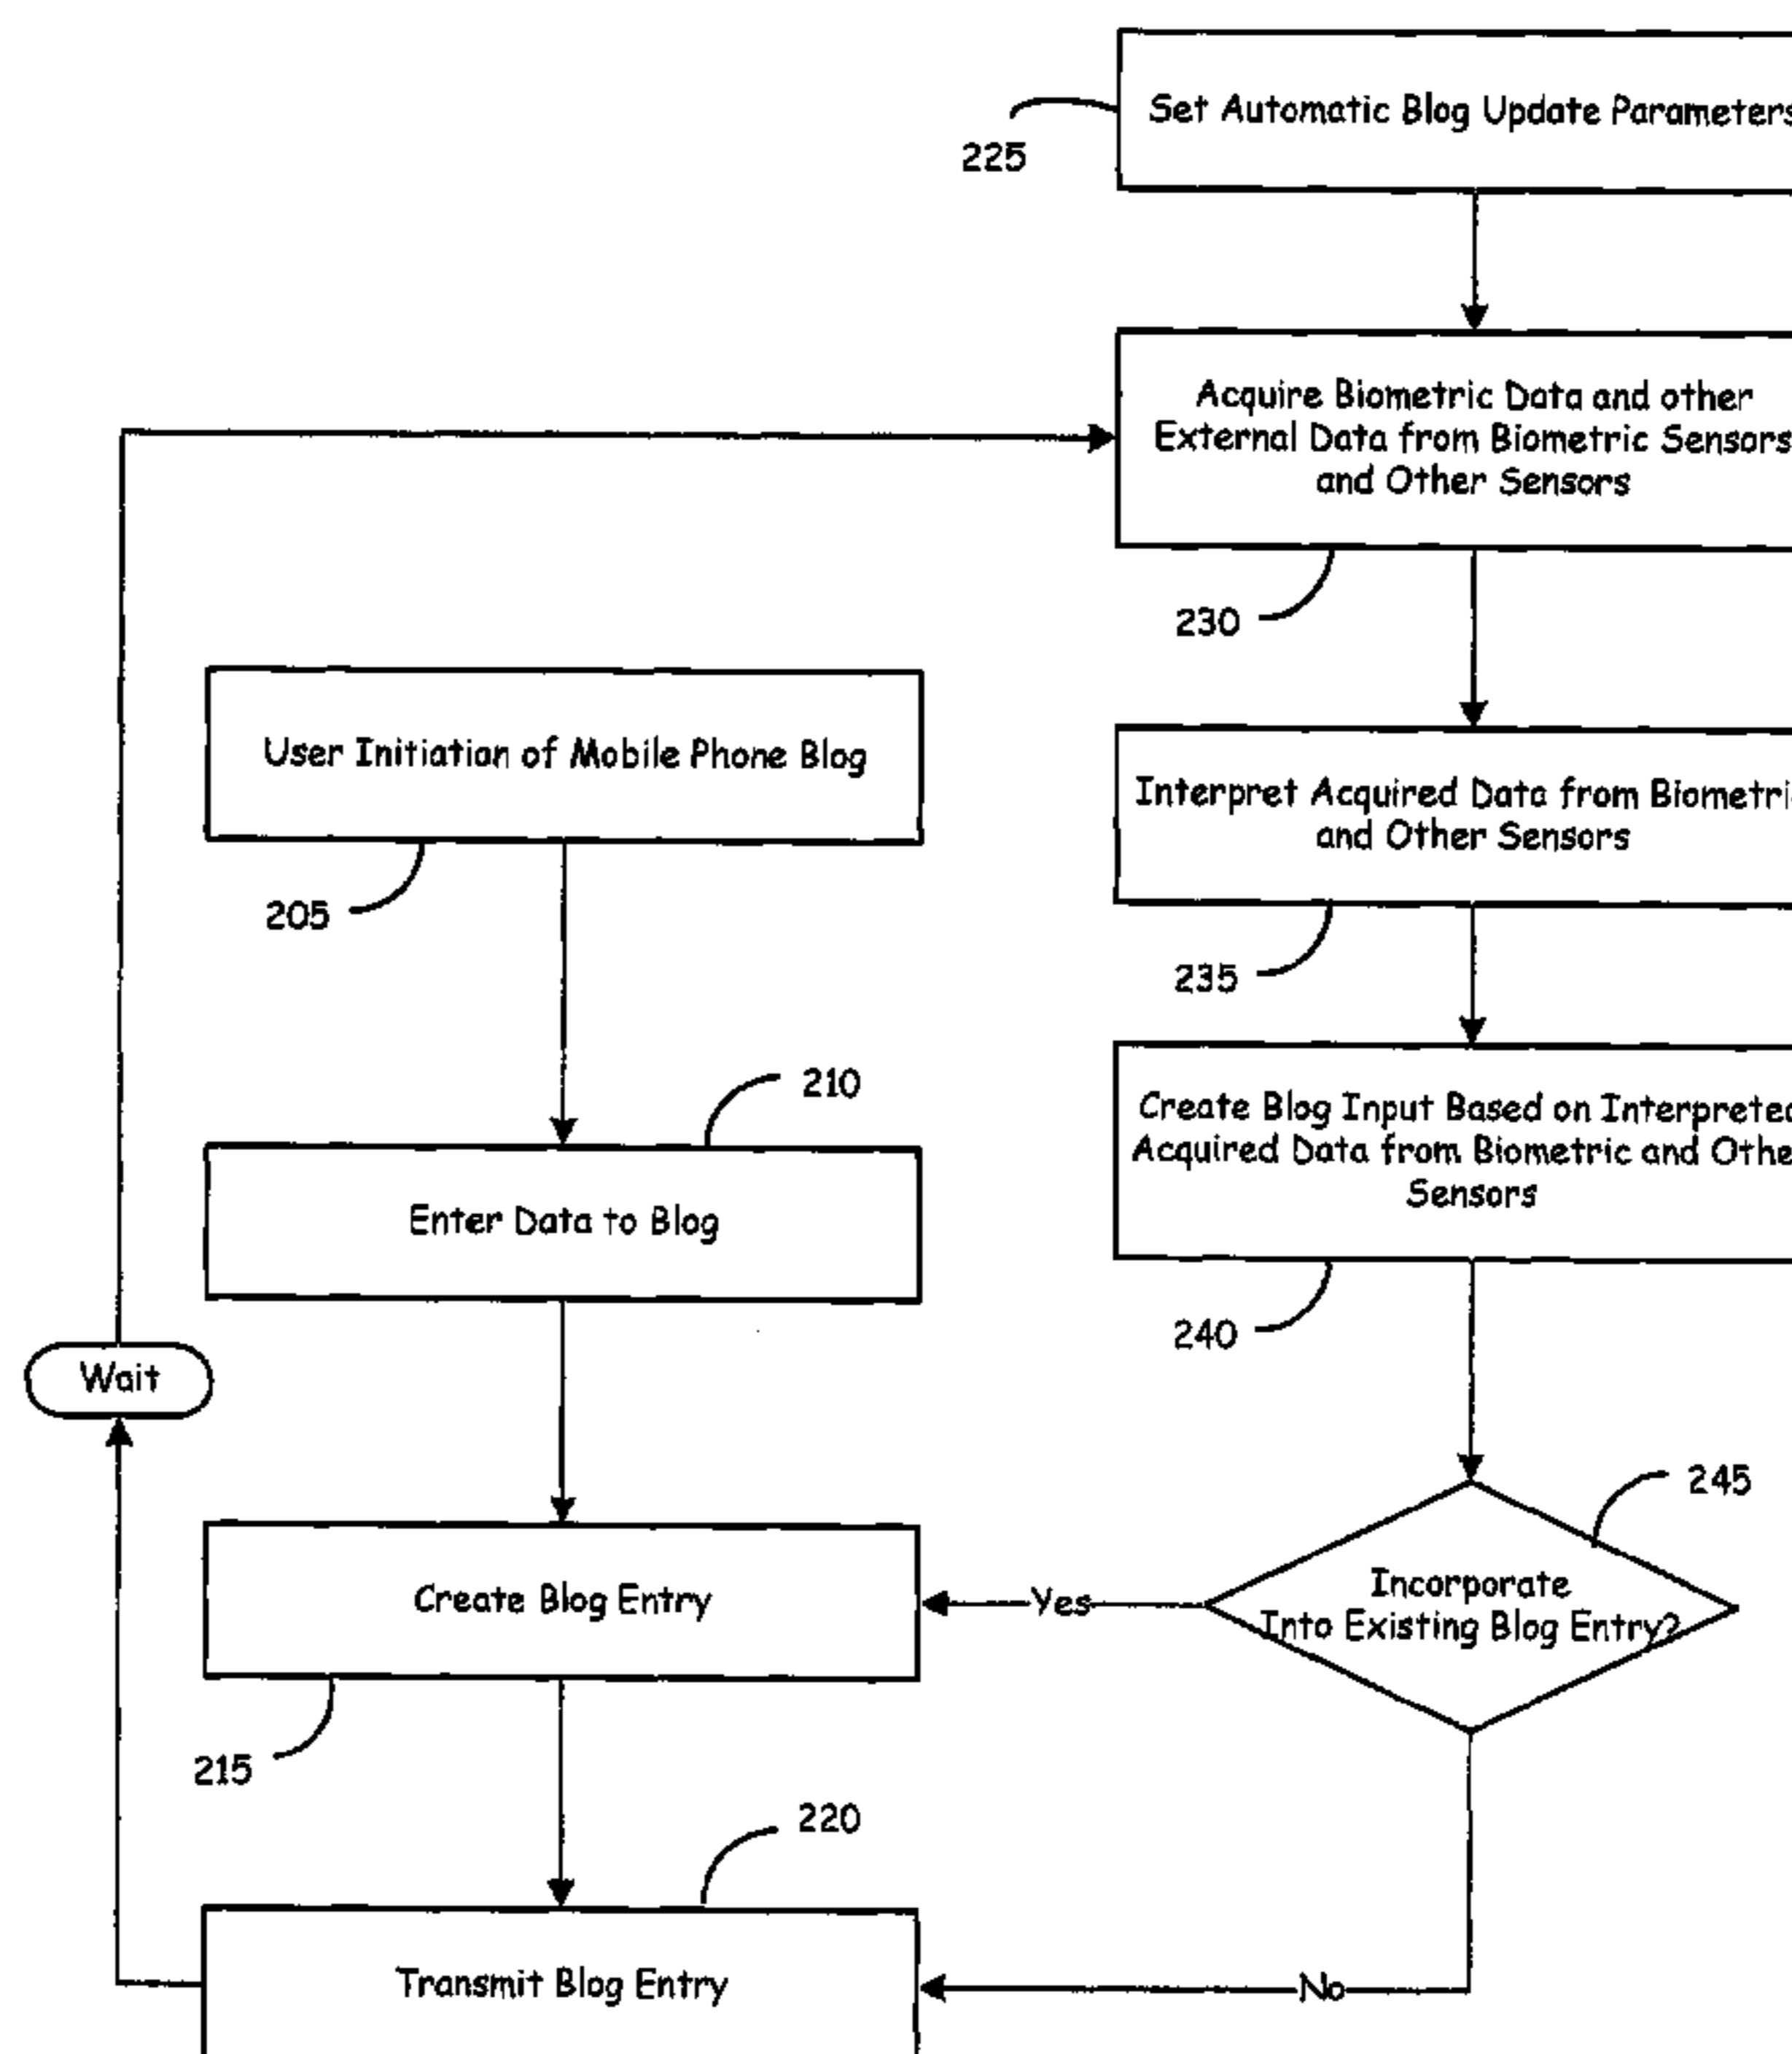 Set Automatic Blog Update Parameters
225
Acquire Biometric Data and other
External Data from Biometric Sensors
and Other Sensors
230
User Initiation of Mobile Phone Blog
205
Interpret Acquired Data from
and Other Sensors
235
210
Enter Data to Blog
Create Blog Input Based on
Acquired Data from Biometric and
Sensors
240
Wait
245
Create Blog Entry
Yes
Incorporate
Into Existing Blog Entry?
215
220
Transmit Blog Entry
No